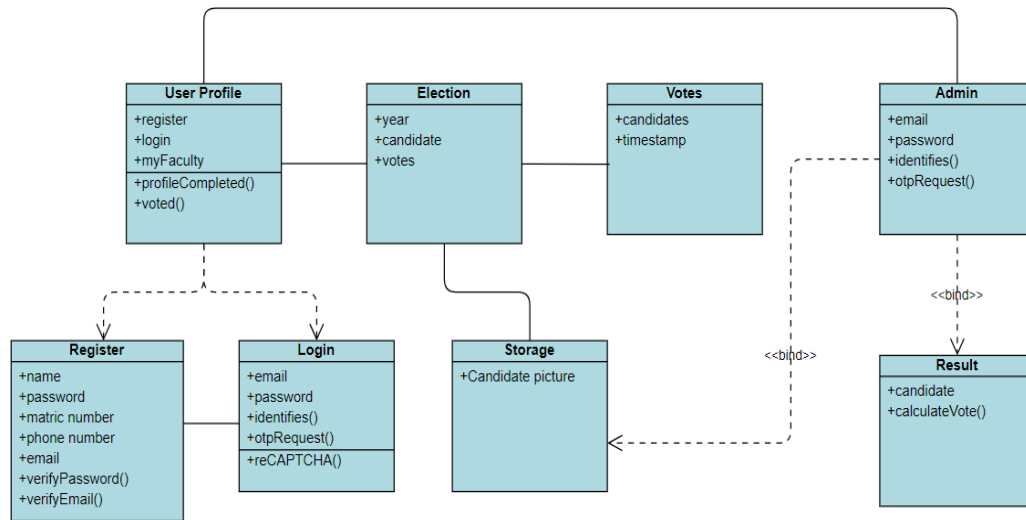 User Profile
+register
+login
+myFaculty
+profileCompleted()
+voted()
Election
+year
+candidate
+votes
Votes
+candidates
+timestamp
Admin
+email
+password
+identifies()
+otpRequest()
<<bind>>
<<bind>>
Register
+name
+password
+matric number
+phone number
+email
+verifyPassword()
+verifyEmail()
Login
+email
+password
+identifies()
+otpRequest()
+reCAPTCHA()
Storage
+Candidate picture
Result
+candidate
+calculateVote()